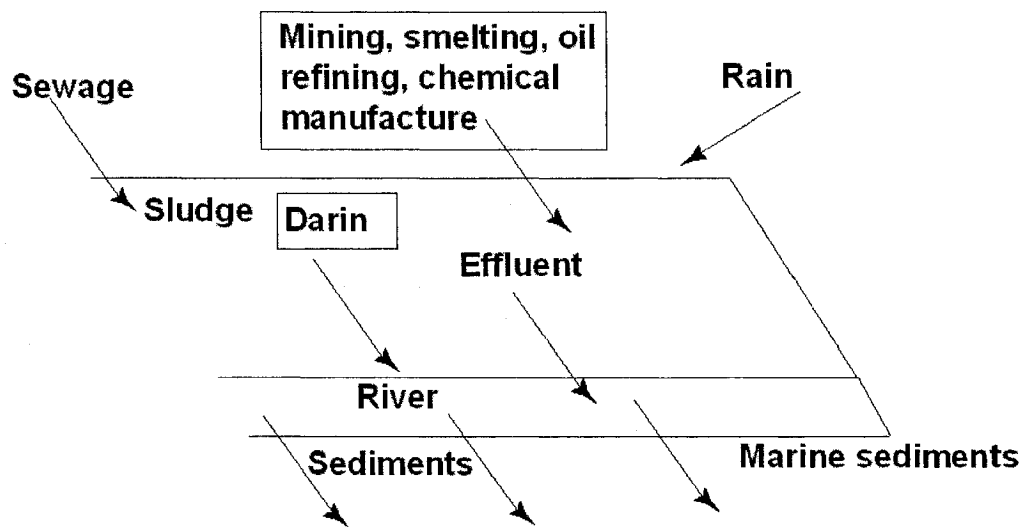 Mining, smelting, oil
refining, chemical
manufacture
Sewage
Rain
Sludge
Darin
Effluent
River
Sediments
Marine sediments